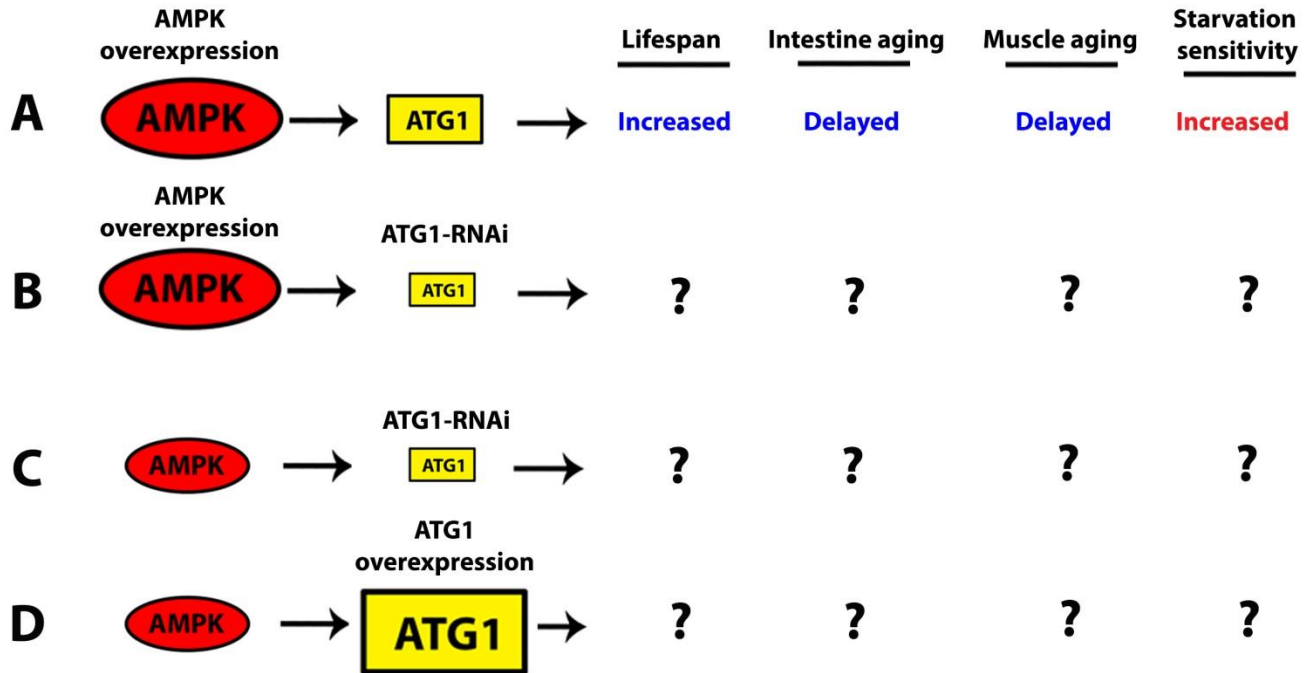 AMPK
overexpression
Lifespan
Intestine aging
Muscle aging
Starvation
sensitivity
A
AMPK
ATG1
Increased
Delayed
Delayed
Increased
AMPK
overexpression
ATG1-RNAi
B
AMPK
ATG1
?
?
?
?
ATG1-RNAi
C
AMPK
ATG1
?
?
?
?
ATG1
overexpression
D
AMPK
ATG1
?
?
?
?